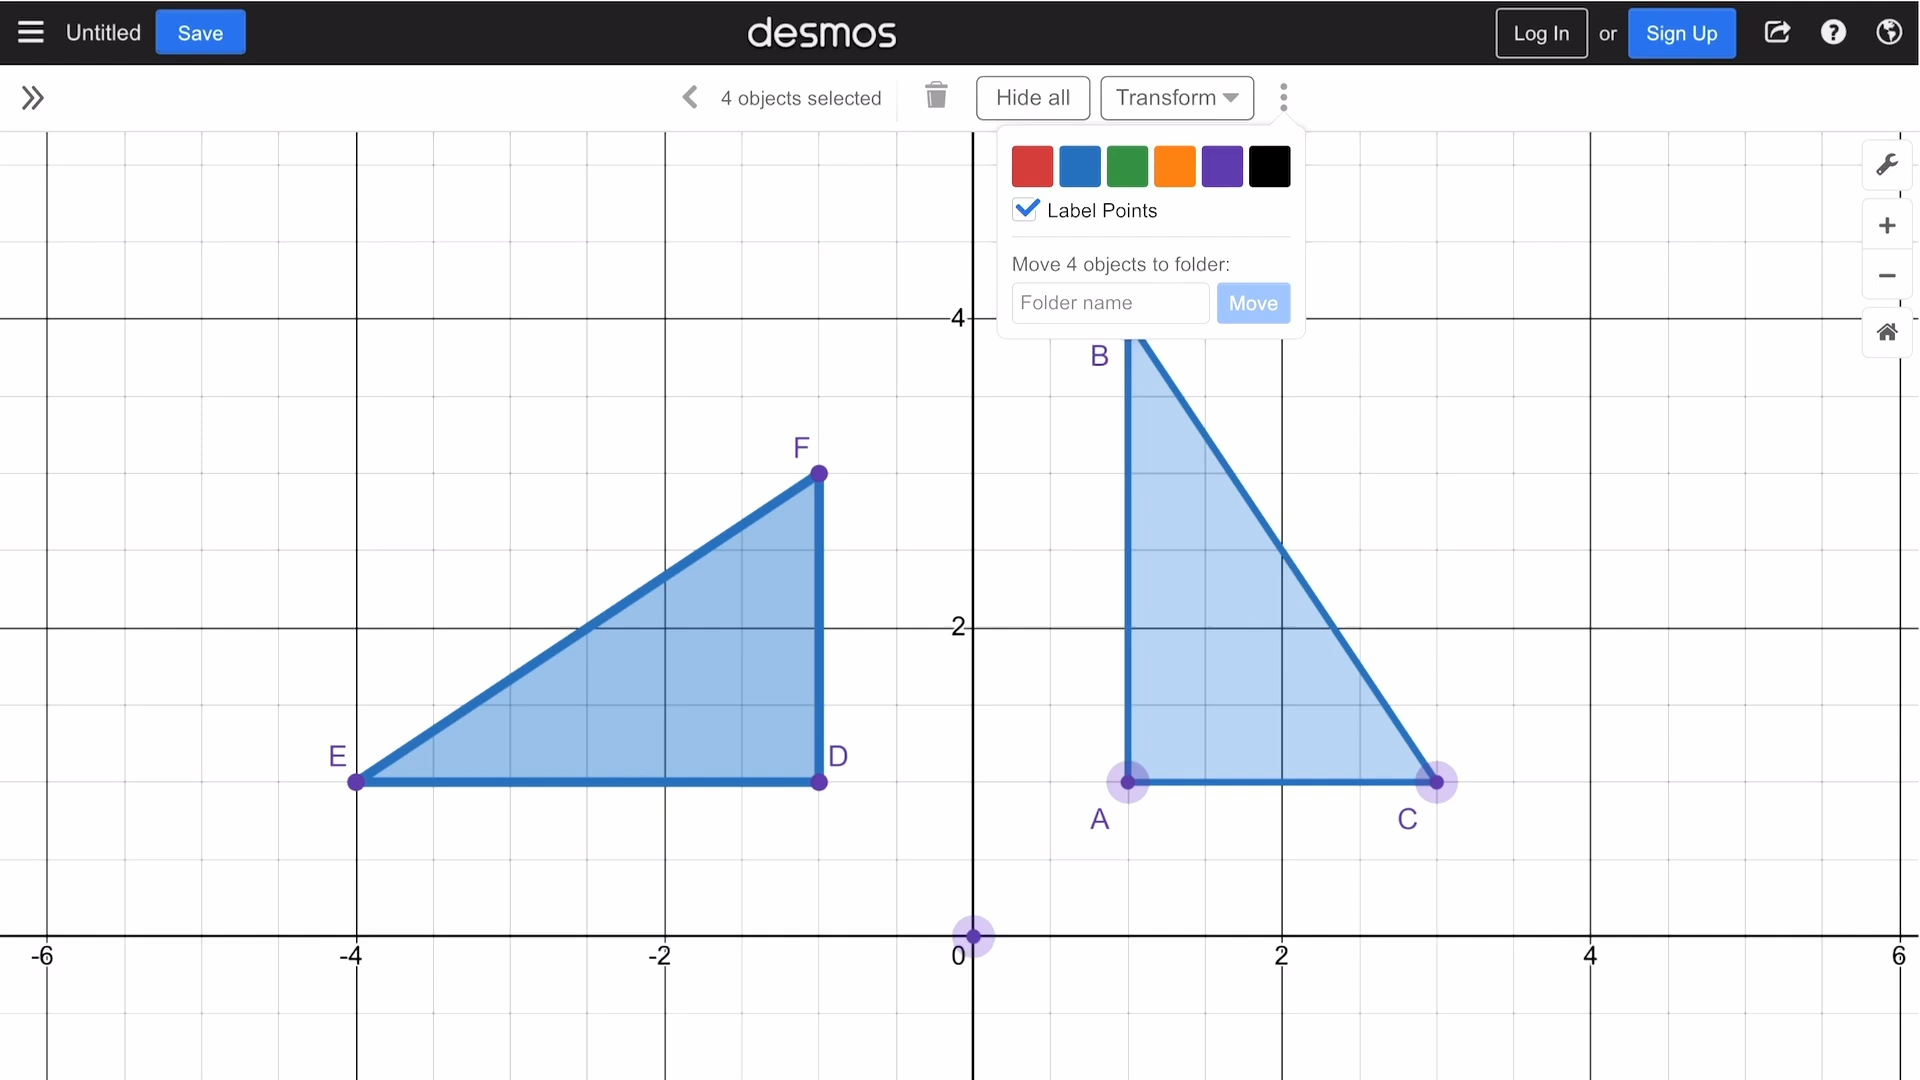 Untitled Save desmos Log In or Sign Up
4 objects selected Hide all Transform
Label Points
Move 4 objects to folder:
Folder name Move
4
B
F
2
E D
A C
-6 -4 -2 0 2 4 6